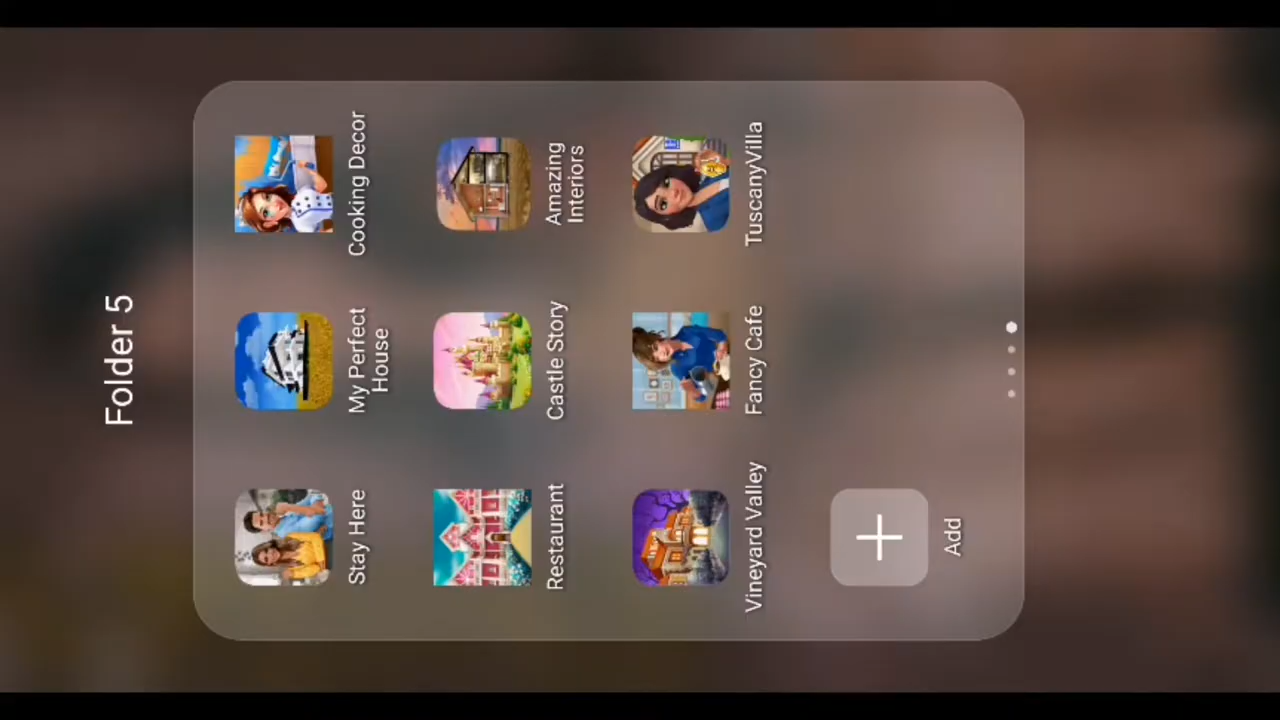 Folder 5
Stay Here
My Perfect
House
Cooking Decor
Restaurant
Castle Story
Amazing
Interiors
Vineyard Valley
Fancy Cafe
TuscanyVilla
Add